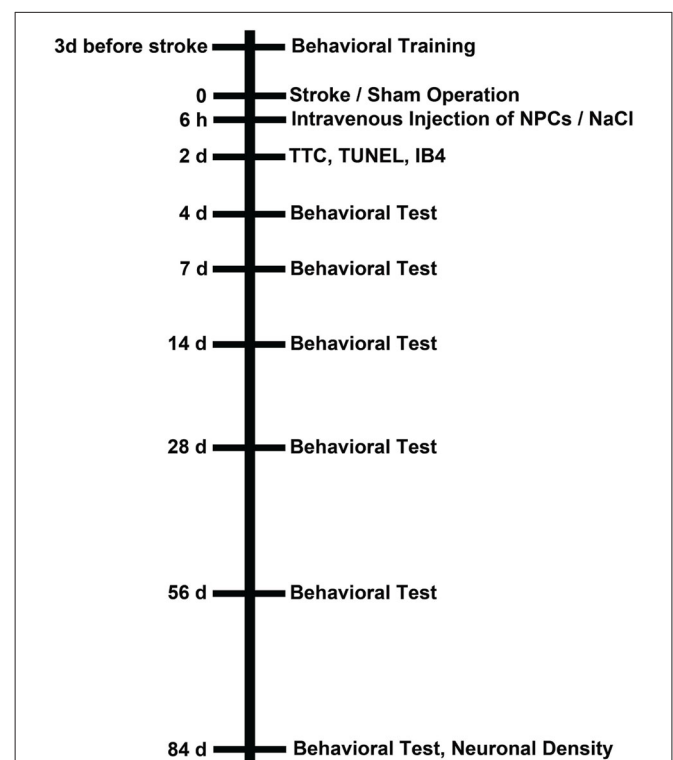 3d before stroke Behavioral Training
0 Stroke / Sham Operation
6 h Intravenous Injection of NPCs / NaCl
2 d TTC, TUNEL, IB4
4 d Behavioral Test
7 d Behavioral Test
14 d Behavioral Test
28 d Behavioral Test
56 d Behavioral Test
84 d Behavioral Test, Neuronal Density